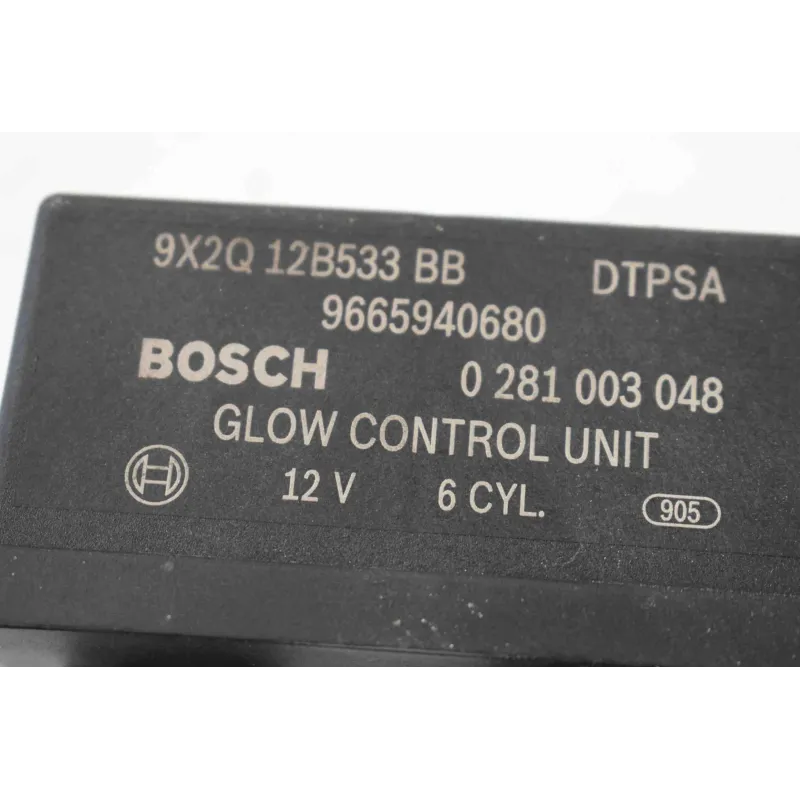 9X2Q 12B533 BB DTPSA
9665940680
BOSCH 0 281 003 048
GLOW CONTROL UNIT
12 V 6 CYL. 905